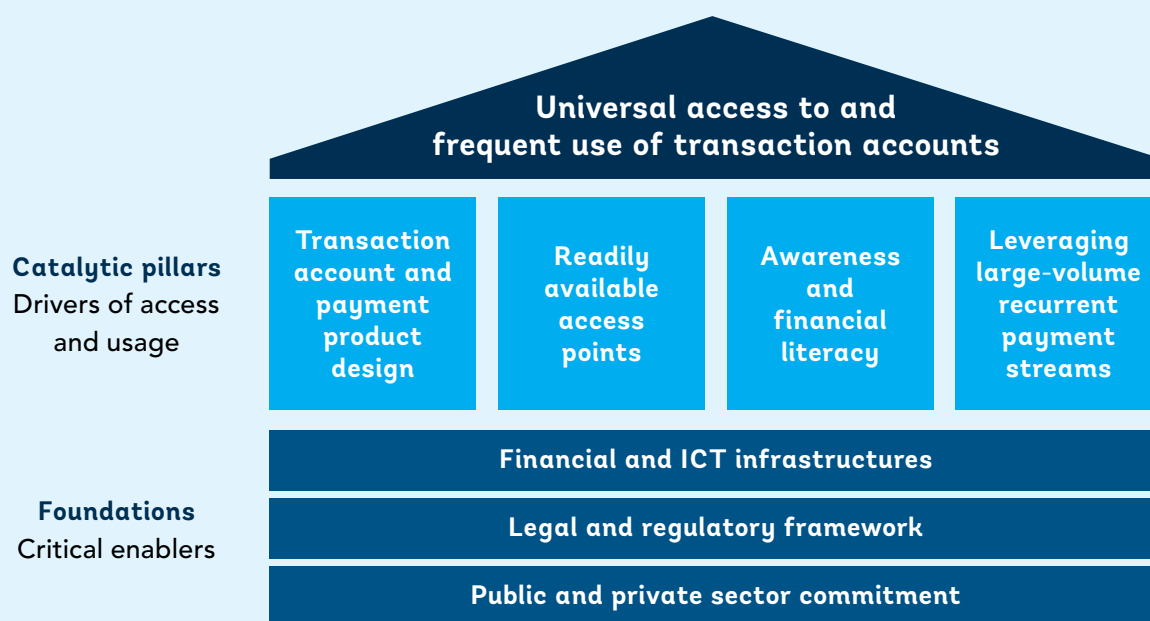 Universal access to and
frequent use of transaction accounts
Catalytic pillars
Drivers of access
and usage
Transaction
account and
payment
product
design
Readily
available
access
points
Awareness
and
financial
literacy
Leveraging
large-volume
recurrent
payment
streams
Foundations
Critical enablers
Financial and ICT infrastructures
Legal and regulatory framework
Public and private sector commitment